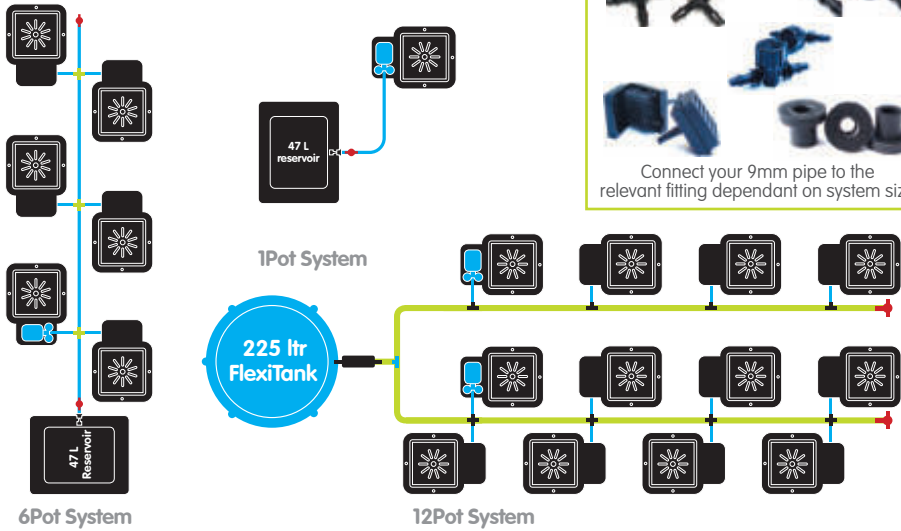 47 L
reservoir
1Pot System
Connect your 9mm pipe to the
relevant fitting dependant on system
225 ltr
FlexiTank
47 L
Reservoir
6Pot System
12Pot System